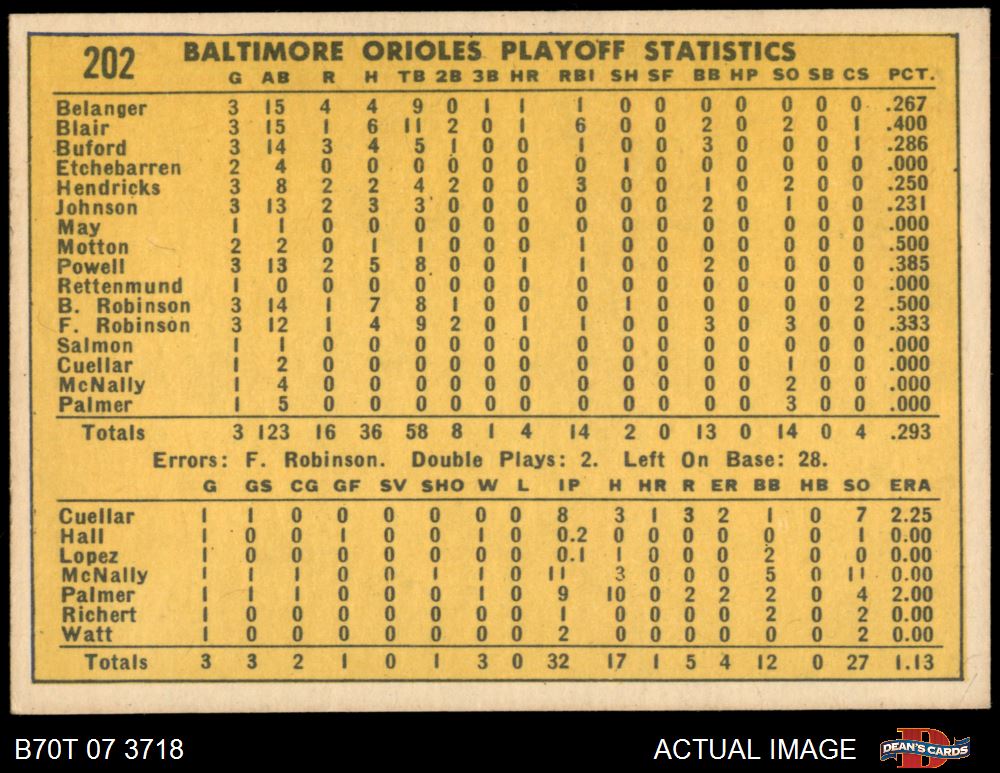 202 BALTIMORE ORIOLES PLAYOFF STATISTICS
G AB R H TB 2B 3B HR RBI SH SF BB HP SO SB CS PCT.
Belanger 3 15 4 4 9 0 1 1 1 0 0 0 0 0 0 0 .267
Blair 3 15 1 6 11 2 0 1 6 0 0 2 0 2 0 1 .400
Buford 3 14 3 4 5 1 0 0 1 0 0 3 0 0 0 1 .286
Etchebarren 2 4 0 0 0 0 0 0 0 1 0 0 0 0 0 0 .000
Hendricks 3 8 2 2 4 2 0 0 3 0 0 1 0 2 0 0 .250
Johnson 3 13 2 3 3 0 0 0 0 0 0 2 0 1 0 0 .231
May 1 1 0 0 0 0 0 0 0 0 0 0 0 0 0 0 .000
Motton 2 2 0 1 1 0 0 0 1 0 0 0 0 0 0 0 .500
Powell 3 13 2 5 8 0 0 1 1 0 0 2 0 0 0 0 .385
Rettenmund 1 0 0 0 0 0 0 0 0 0 0 0 0 0 0 0 .000
B. Robinson 3 14 1 7 8 1 0 0 0 1 0 0 0 0 0 2 .500
F. Robinson 3 12 1 4 9 2 0 1 1 0 0 3 0 3 0 0 .333
Salmon 1 1 0 0 0 0 0 0 0 0 0 0 0 0 0 0 .000
Cuellar 1 2 0 0 0 0 0 0 0 0 0 0 0 1 0 0 .000
McNally 1 4 0 0 0 0 0 0 0 0 0 0 0 2 0 0 .000
Palmer 1 5 0 0 0 0 0 0 0 0 0 0 0 3 0 0 .000
Totals 3 123 16 36 58 8 1 4 14 2 0 13 0 14 0 4 .293
Errors: F. Robinson. Double Plays: 2. Left On Base: 28.
G GS CG GF SV SHO W L IP H HR R ER BB HB SO ERA
Cuellar 1 1 0 0 0 0 0 0 8 3 1 3 2 1 0 7 2.25
Hall 1 0 0 1 0 0 1 0 0.2 0 0 0 0 0 0 1 0.00
Lopez 1 0 0 0 0 0 0 0 0.1 1 0 0 0 2 0 0 0.00
McNally 1 1 1 0 0 1 1 0 11 3 0 0 0 5 0 11 0.00
Palmer 1 1 1 0 0 0 1 0 9 10 0 2 2 2 0 4 2.00
Richert 1 0 0 0 0 0 0 0 1 0 0 0 0 2 0 2 0.00
Watt 1 0 0 0 0 0 0 0 2 0 0 0 0 0 0 2 0.00
Totals 3 3 2 1 0 1 3 0 32 17 1 5 4 12 0 27 1.13
B70T 07 3718 ACTUAL IMAGE DEAN'S CARDS